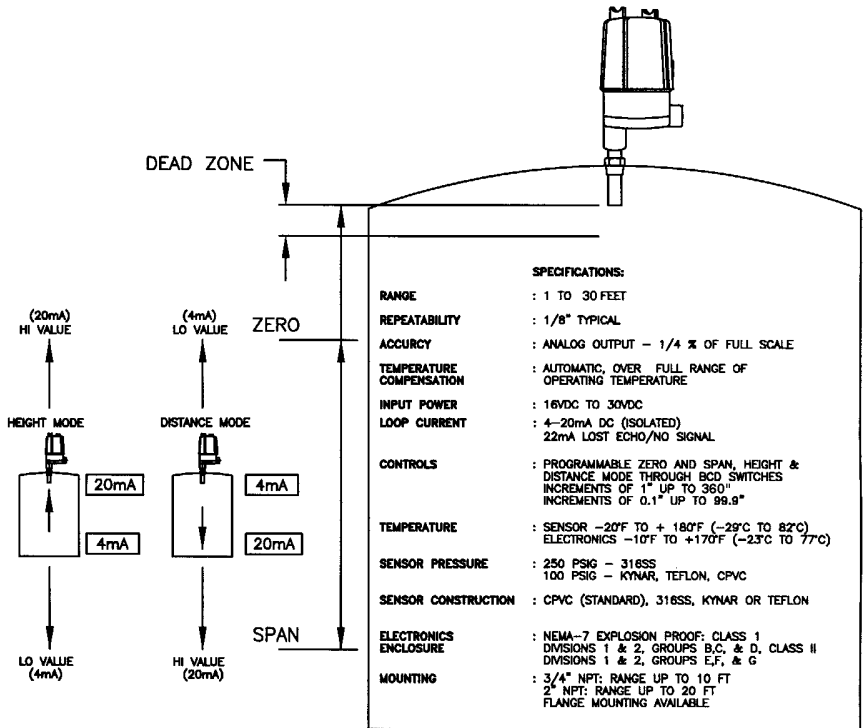 DEAD ZONE
ZERO
SPAN
(20mA)
HI VALUE
(4mA)
LO VALUE
HEIGHT MODE
DISTANCE MODE
20mA
4mA
4mA
20mA
LO VALUE
(4mA)
HI VALUE
(20mA)
SPECIFICATIONS:
RANGE : 1 TO 30 FEET
REPEATABILITY : 1/8" TYPICAL
ACCURCY : ANALOG OUTPUT – 1/4 % OF FULL SCALE
TEMPERATURE : AUTOMATIC, OVER FULL RANGE OF
COMPENSATION OPERATING TEMPERATURE
INPUT POWER : 16VDC TO 30VDC
LOOP CURRENT : 4–20mA DC (ISOLATED)
22mA LOST ECHO/NO SIGNAL
CONTROLS : PROGRAMMABLE ZERO AND SPAN, HEIGHT &
DISTANCE MODE THROUGH BCD SWITCHES
INCREMENTS OF 1" UP TO 360"
INCREMENTS OF 0.1" UP TO 99.9"
TEMPERATURE : SENSOR –20°F TO + 180°F (–29°C TO 82°C)
ELECTRONICS –10°F TO +170°F (–23°C TO 77°C)
SENSOR PRESSURE : 250 PSIG – 316SS
100 PSIG – KYNAR, TEFLON, CPVC
SENSOR CONSTRUCTION : CPVC (STANDARD), 316SS, KYNAR OR TEFLON
ELECTRONICS : NEMA–7 EXPLOSION PROOF: CLASS 1
ENCLOSURE DIVISIONS 1 & 2, GROUPS B,C, & D, CLASS II
DIVISIONS 1 & 2, GROUPS E,F, & G
MOUNTING : 3/4" NPT: RANGE UP TO 10 FT
2" NPT: RANGE UP TO 20 FT
FLANGE MOUNTING AVAILABLE